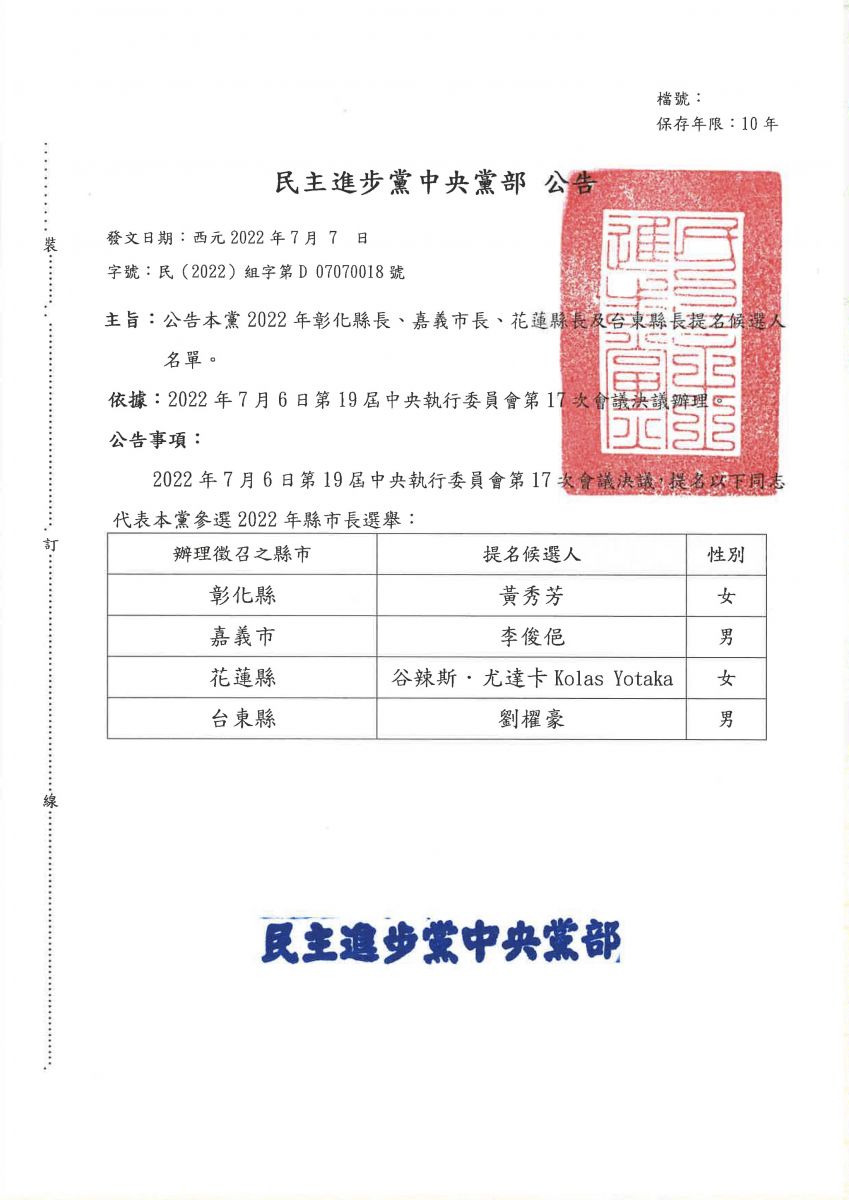 檔號：
保存年限：10 年
民主進步黨中央黨部 公告
發文日期：西元 2022 年 7 月 7 日
字號：民（2022）組字第 D 07070018 號
主旨：公告本黨 2022 年彰化縣長、嘉義市長、花蓮縣長及台東縣長提名候選人
名單。
依據：2022 年 7 月 6 日第 19 屆中央執行委員會第 17 次會議決議辦理。
公告事項：
2022 年 7 月 6 日第 19 屆中央執行委員會第 17 次會議決議，提名以下同志
代表本黨參選 2022 年縣市長選舉：
辦理徵召之縣市 提名候選人 性別
彰化縣 黃秀芳 女
嘉義市 李俊俋 男
花蓮縣 谷辣斯・尤達卡 Kolas Yotaka 女
台東縣 劉櫂豪 男
民主進步黨中央黨部
裝
訂
線